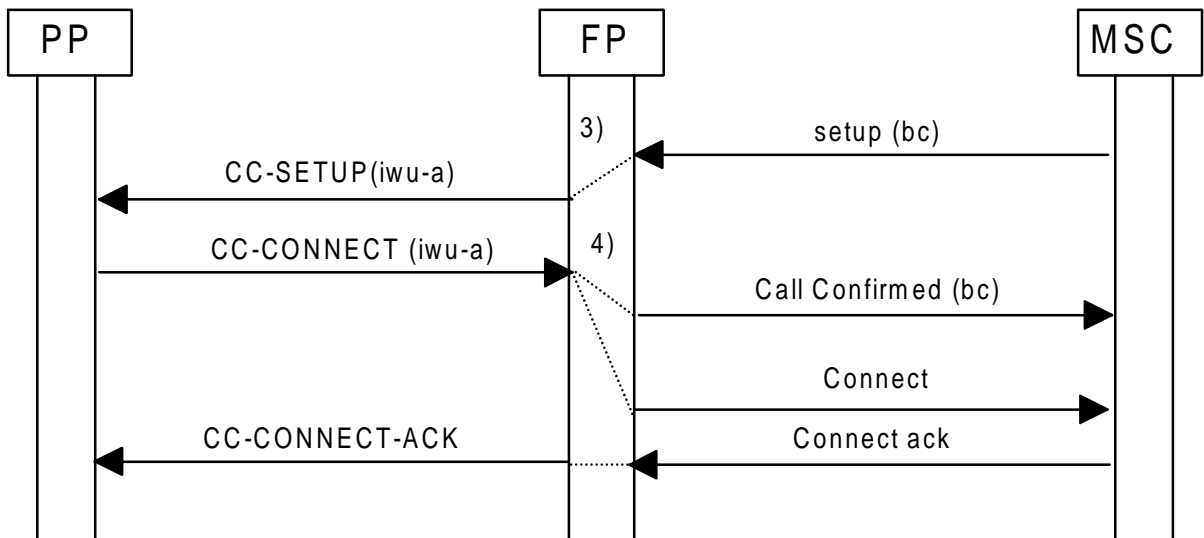 PP
FP
MSC
3)
setup (bc)
CC-SETUP(iwu-a)
CC-CONNECT (iwu-a)
4)
Call Confirmed (bc)
Connect
CC-CONNECT-ACK
Connect ack